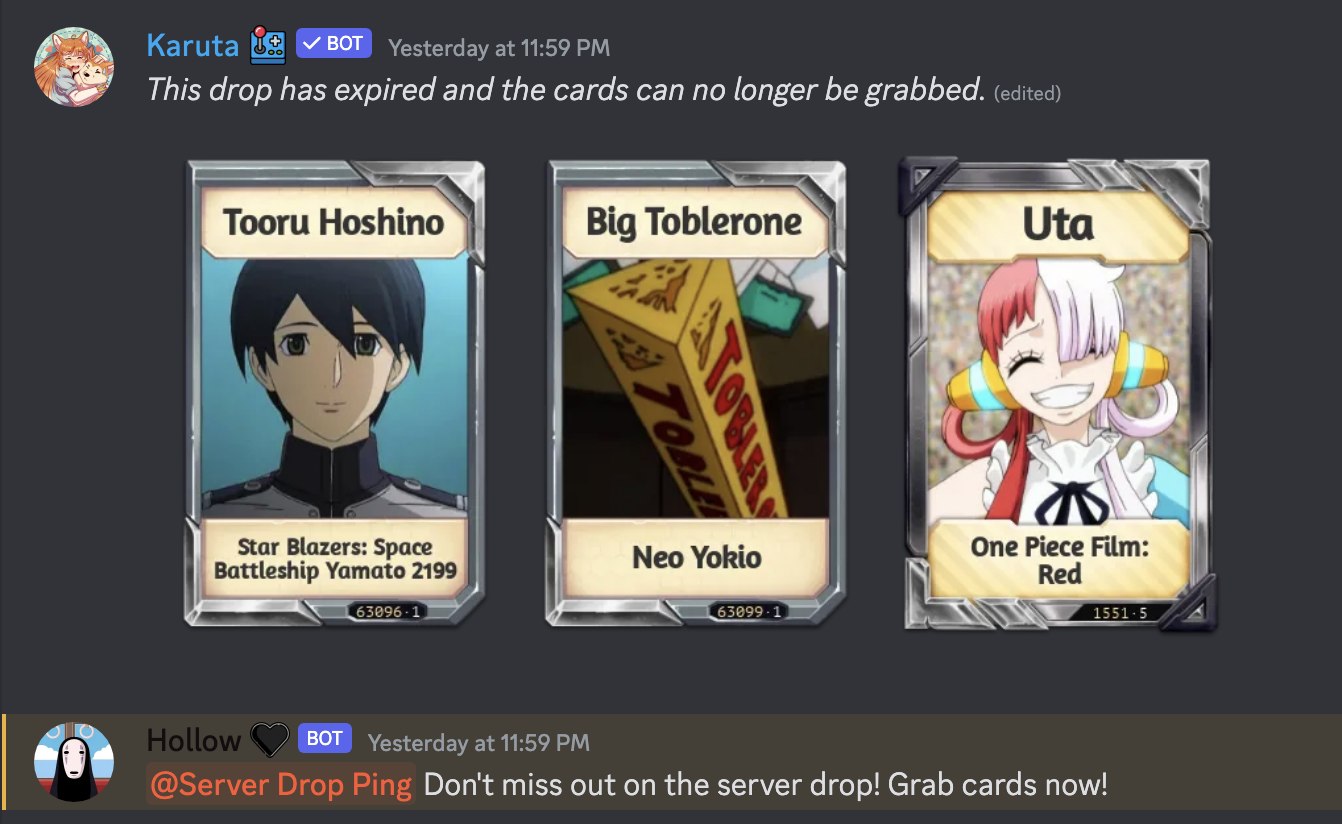 Karuta BOT Yesterday at 11:59 PM
This drop has expired and the cards can no longer be grabbed. (edited)
Tooru Hoshino
Star Blazers: Space
Battleship Yamato 2199
63096·1
Big Toblerone
TOBLERO
TOBLE
Neo Yokio
63099·1
Uta
One Piece Film:
Red
1551·5
Hollow BOT Yesterday at 11:59 PM
@Server Drop Ping Don't miss out on the server drop! Grab cards now!